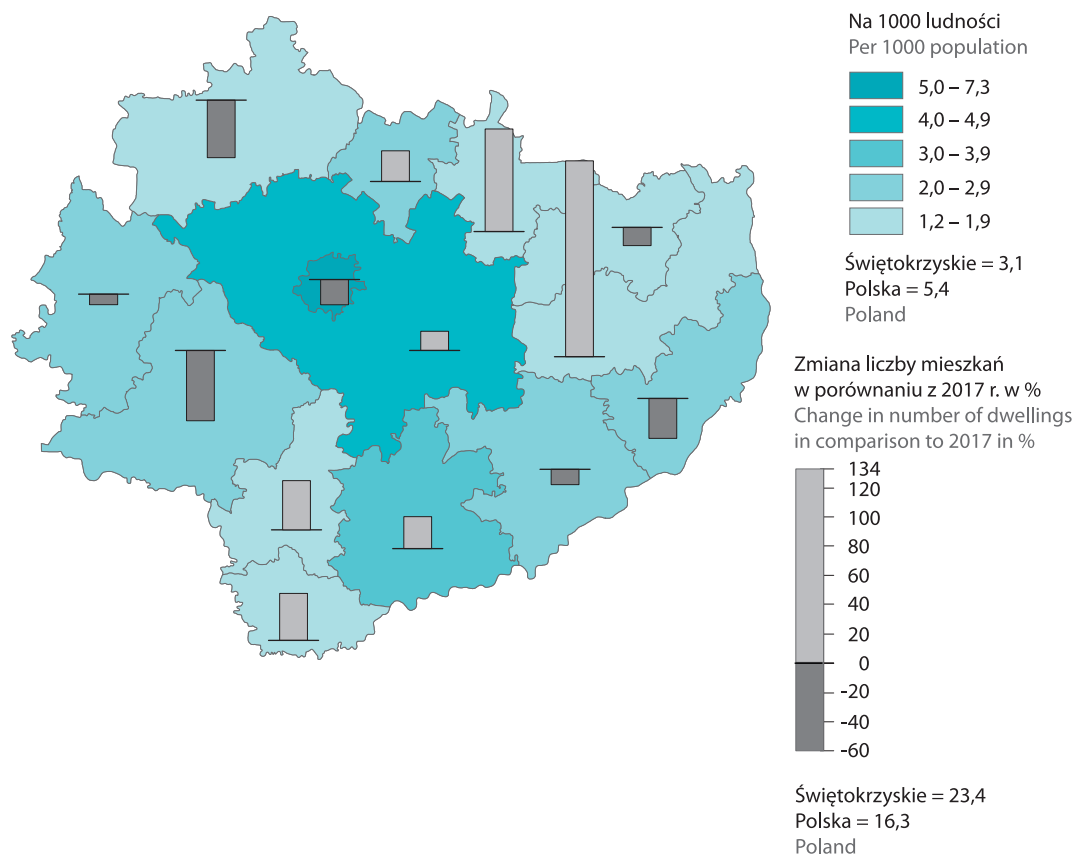 Na 1000 ludności
Per 1000 population
5,0 – 7,3
4,0 – 4,9
3,0 – 3,9
2,0 – 2,9
1,2 – 1,9
Świętokrzyskie = 3,1
Polska = 5,4
Poland
Zmiana liczby mieszkań
w porównaniu z 2017 r. w %
Change in number of dwellings
in comparison to 2017 in %
134
120
100
80
60
40
20
0
-20
-40
-60
Świętokrzyskie = 23,4
Polska = 16,3
Poland